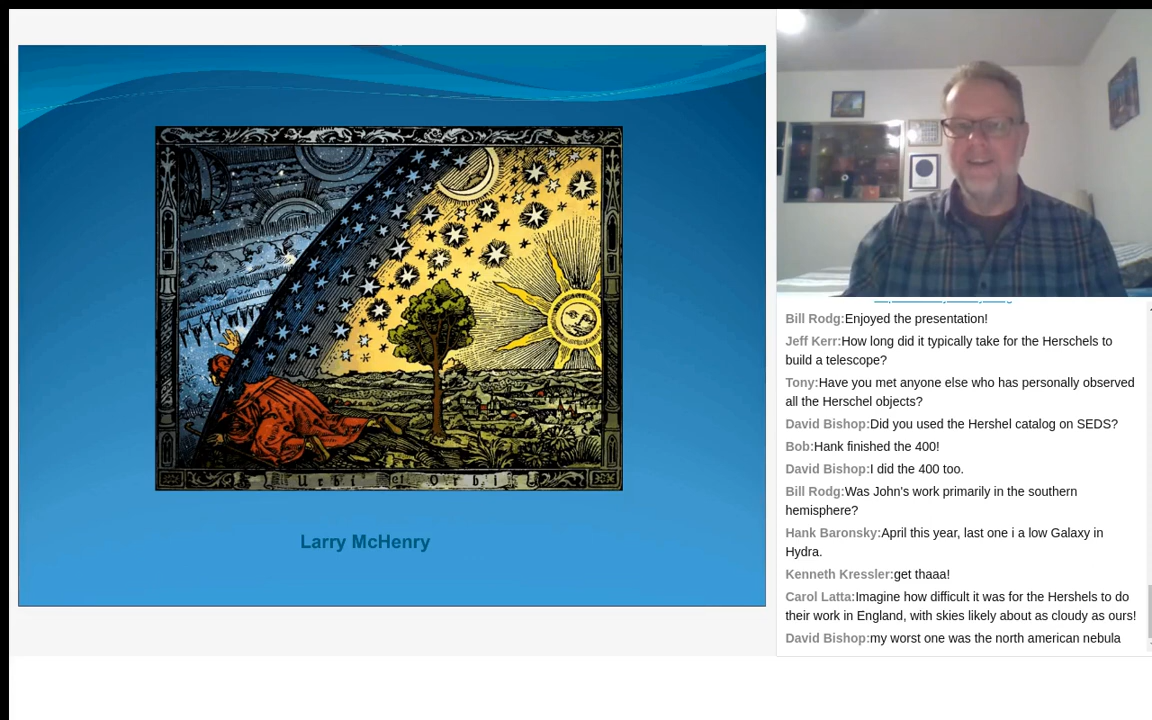 Urbi et Orbi
Larry McHenry
Bill Rodg:Enjoyed the presentation!
Jeff Kerr:How long did it typically take for the Herschels to
build a telescope?
Tony:Have you met anyone else who has personally observed
all the Herschel objects?
David Bishop:Did you used the Hershel catalog on SEDS?
Bob:Hank finished the 400!
David Bishop:I did the 400 too.
Bill Rodg:Was John's work primarily in the southern
hemisphere?
Hank Baronsky:April this year, last one i a low Galaxy in
Hydra.
Kenneth Kressler:get thaaa!
Carol Latta:Imagine how difficult it was for the Hershels to do
their work in England, with skies likely about as cloudy as ours!
David Bishop:my worst one was the north american nebula